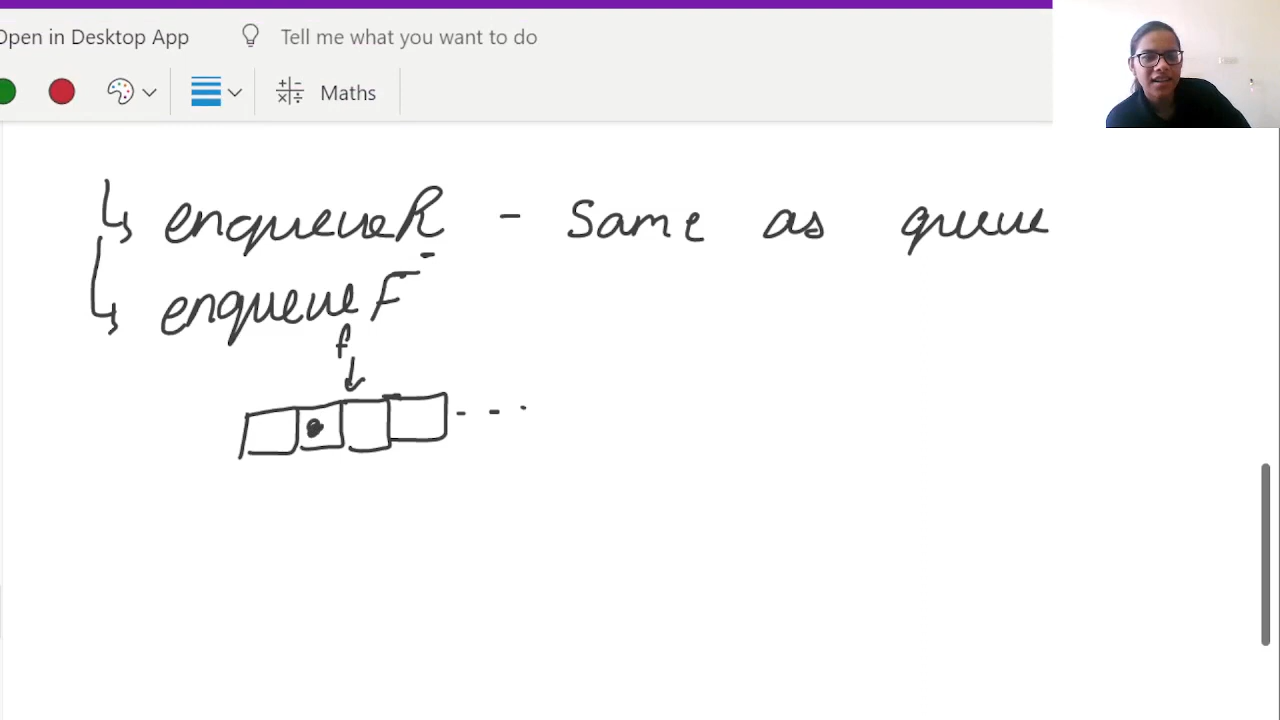 Open in Desktop App Tell me what you want to do
Maths
↳ enqueueR - Same as queue
↳ enqueueF
f